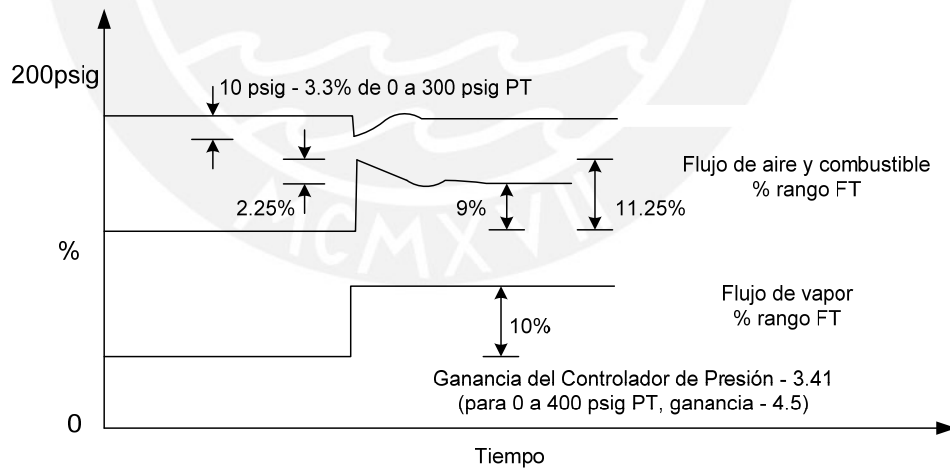 200psig
10 psig - 3.3% de 0 a 300 psig PT
Flujo de aire y combustible
% rango FT
2.25%
9%
11.25%
MCMXVII
%
Flujo de vapor
% rango FT
10%
Ganancia del Controlador de Presión - 3.41
(para 0 a 400 psig PT, ganancia - 4.5)
0
Tiempo